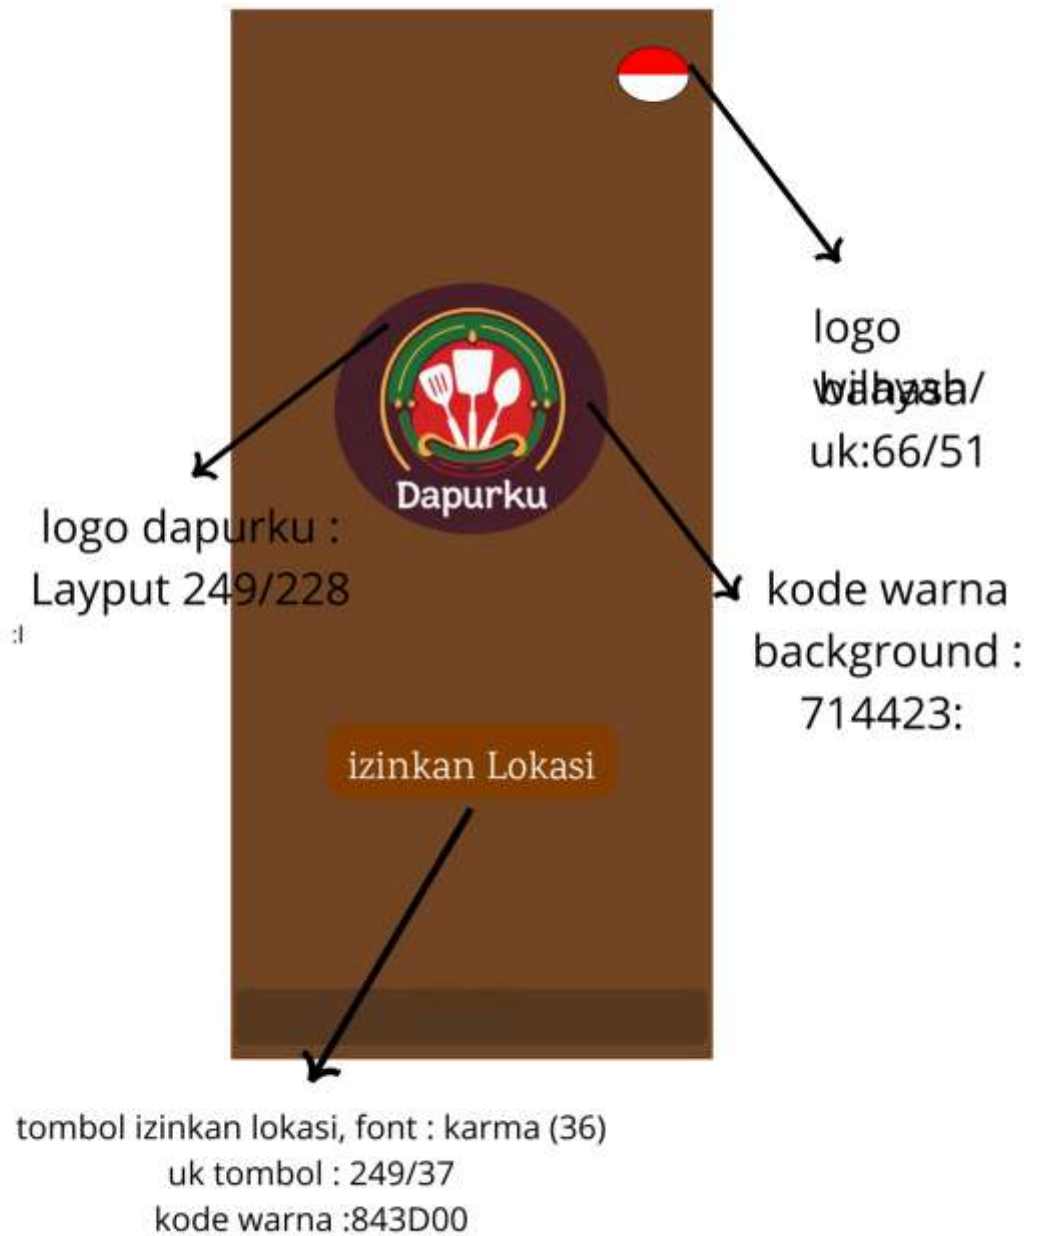 logo
wilayah/
bahasa
uk:66/51
Dapurku
logo dapurku :
Layput 249/228
:l
kode warna
background :
714423:
izinkan Lokasi
tombol izinkan lokasi, font : karma (36)
uk tombol : 249/37
kode warna :843D00